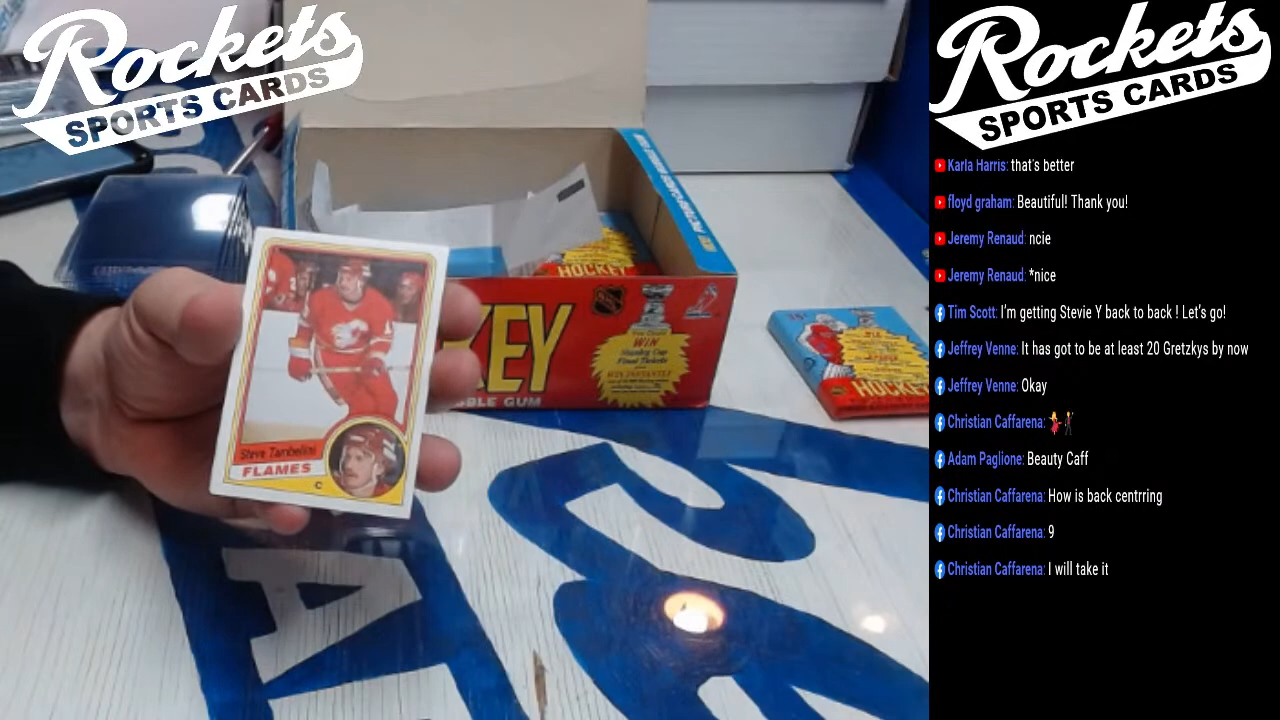 Rockets
SPORTS CARDS
Rockets
SPORTS CARDS
Karla Harris: that's better
floyd graham: Beautiful! Thank you!
Jeremy Renaud: ncie
Jeremy Renaud: *nice
Tim Scott: I'm getting Stevie Y back to back ! Let's go!
Jeffrey Venne: It has got to be at least 20 Gretzkys by now
Jeffrey Venne: Okay
Christian Caffarena: 💃🕺
Adam Paglione: Beauty Caff
Christian Caffarena: How is back centrring
Christian Caffarena: 9
Christian Caffarena: I will take it
HOCKEY
KEY
BLE GUM
WIN
Stanley Cup
Final Tickets
WIN INSTANTLY
HOCKEY
Steve Tambellini
FLAMES
C